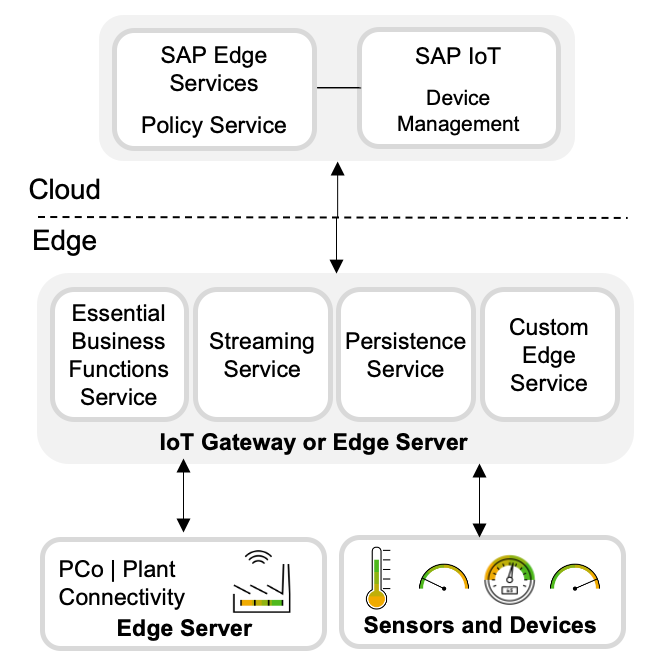 SAP Edge
Services
Policy Service
SAP IoT
Device
Management
Cloud
Edge
Essential
Business
Functions
Service
Streaming
Service
Persistence
Service
Custom
Edge
Service
IoT Gateway or Edge Server
PCo | Plant
Connectivity
Edge Server
Sensors and Devices